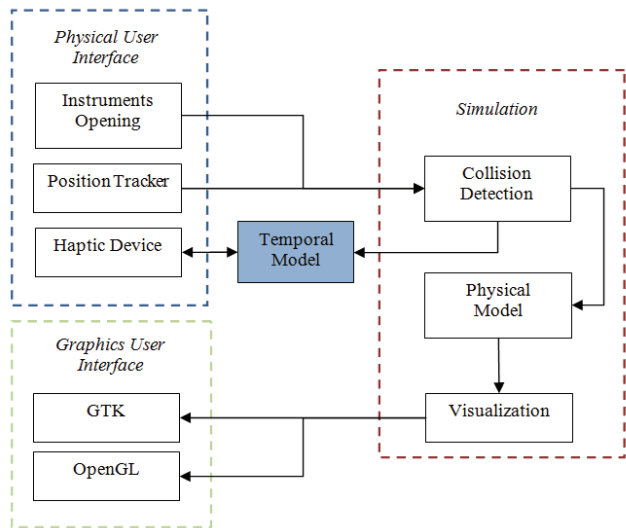 Physical User
Interface
Instruments
Opening
Position Tracker
Haptic Device
Temporal
Model
Simulation
Collision
Detection
Physical
Model
Visualization
Graphics User
Interface
GTK
OpenGL